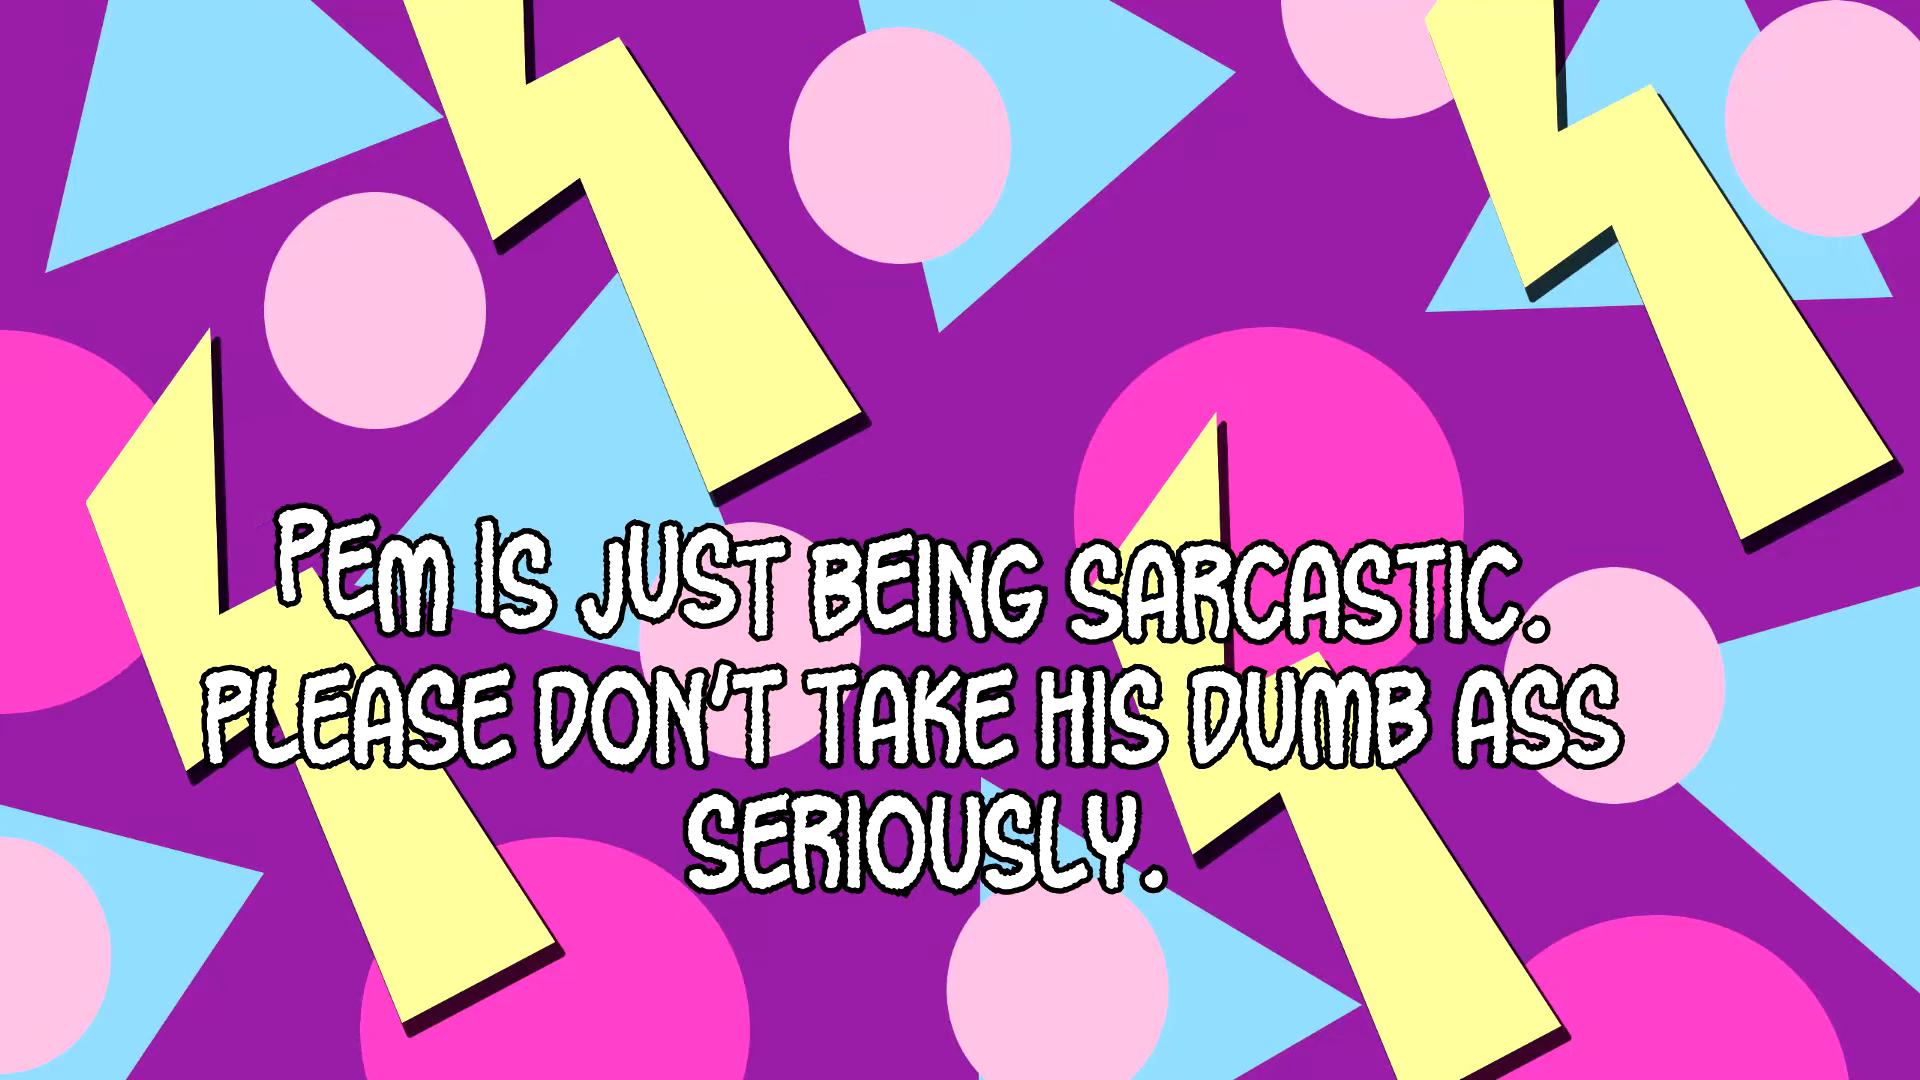 PEM IS JUST BEING SARCASTIC.
PLEASE DON'T TAKE HIS DUMB ASS
SERIOUSLY.